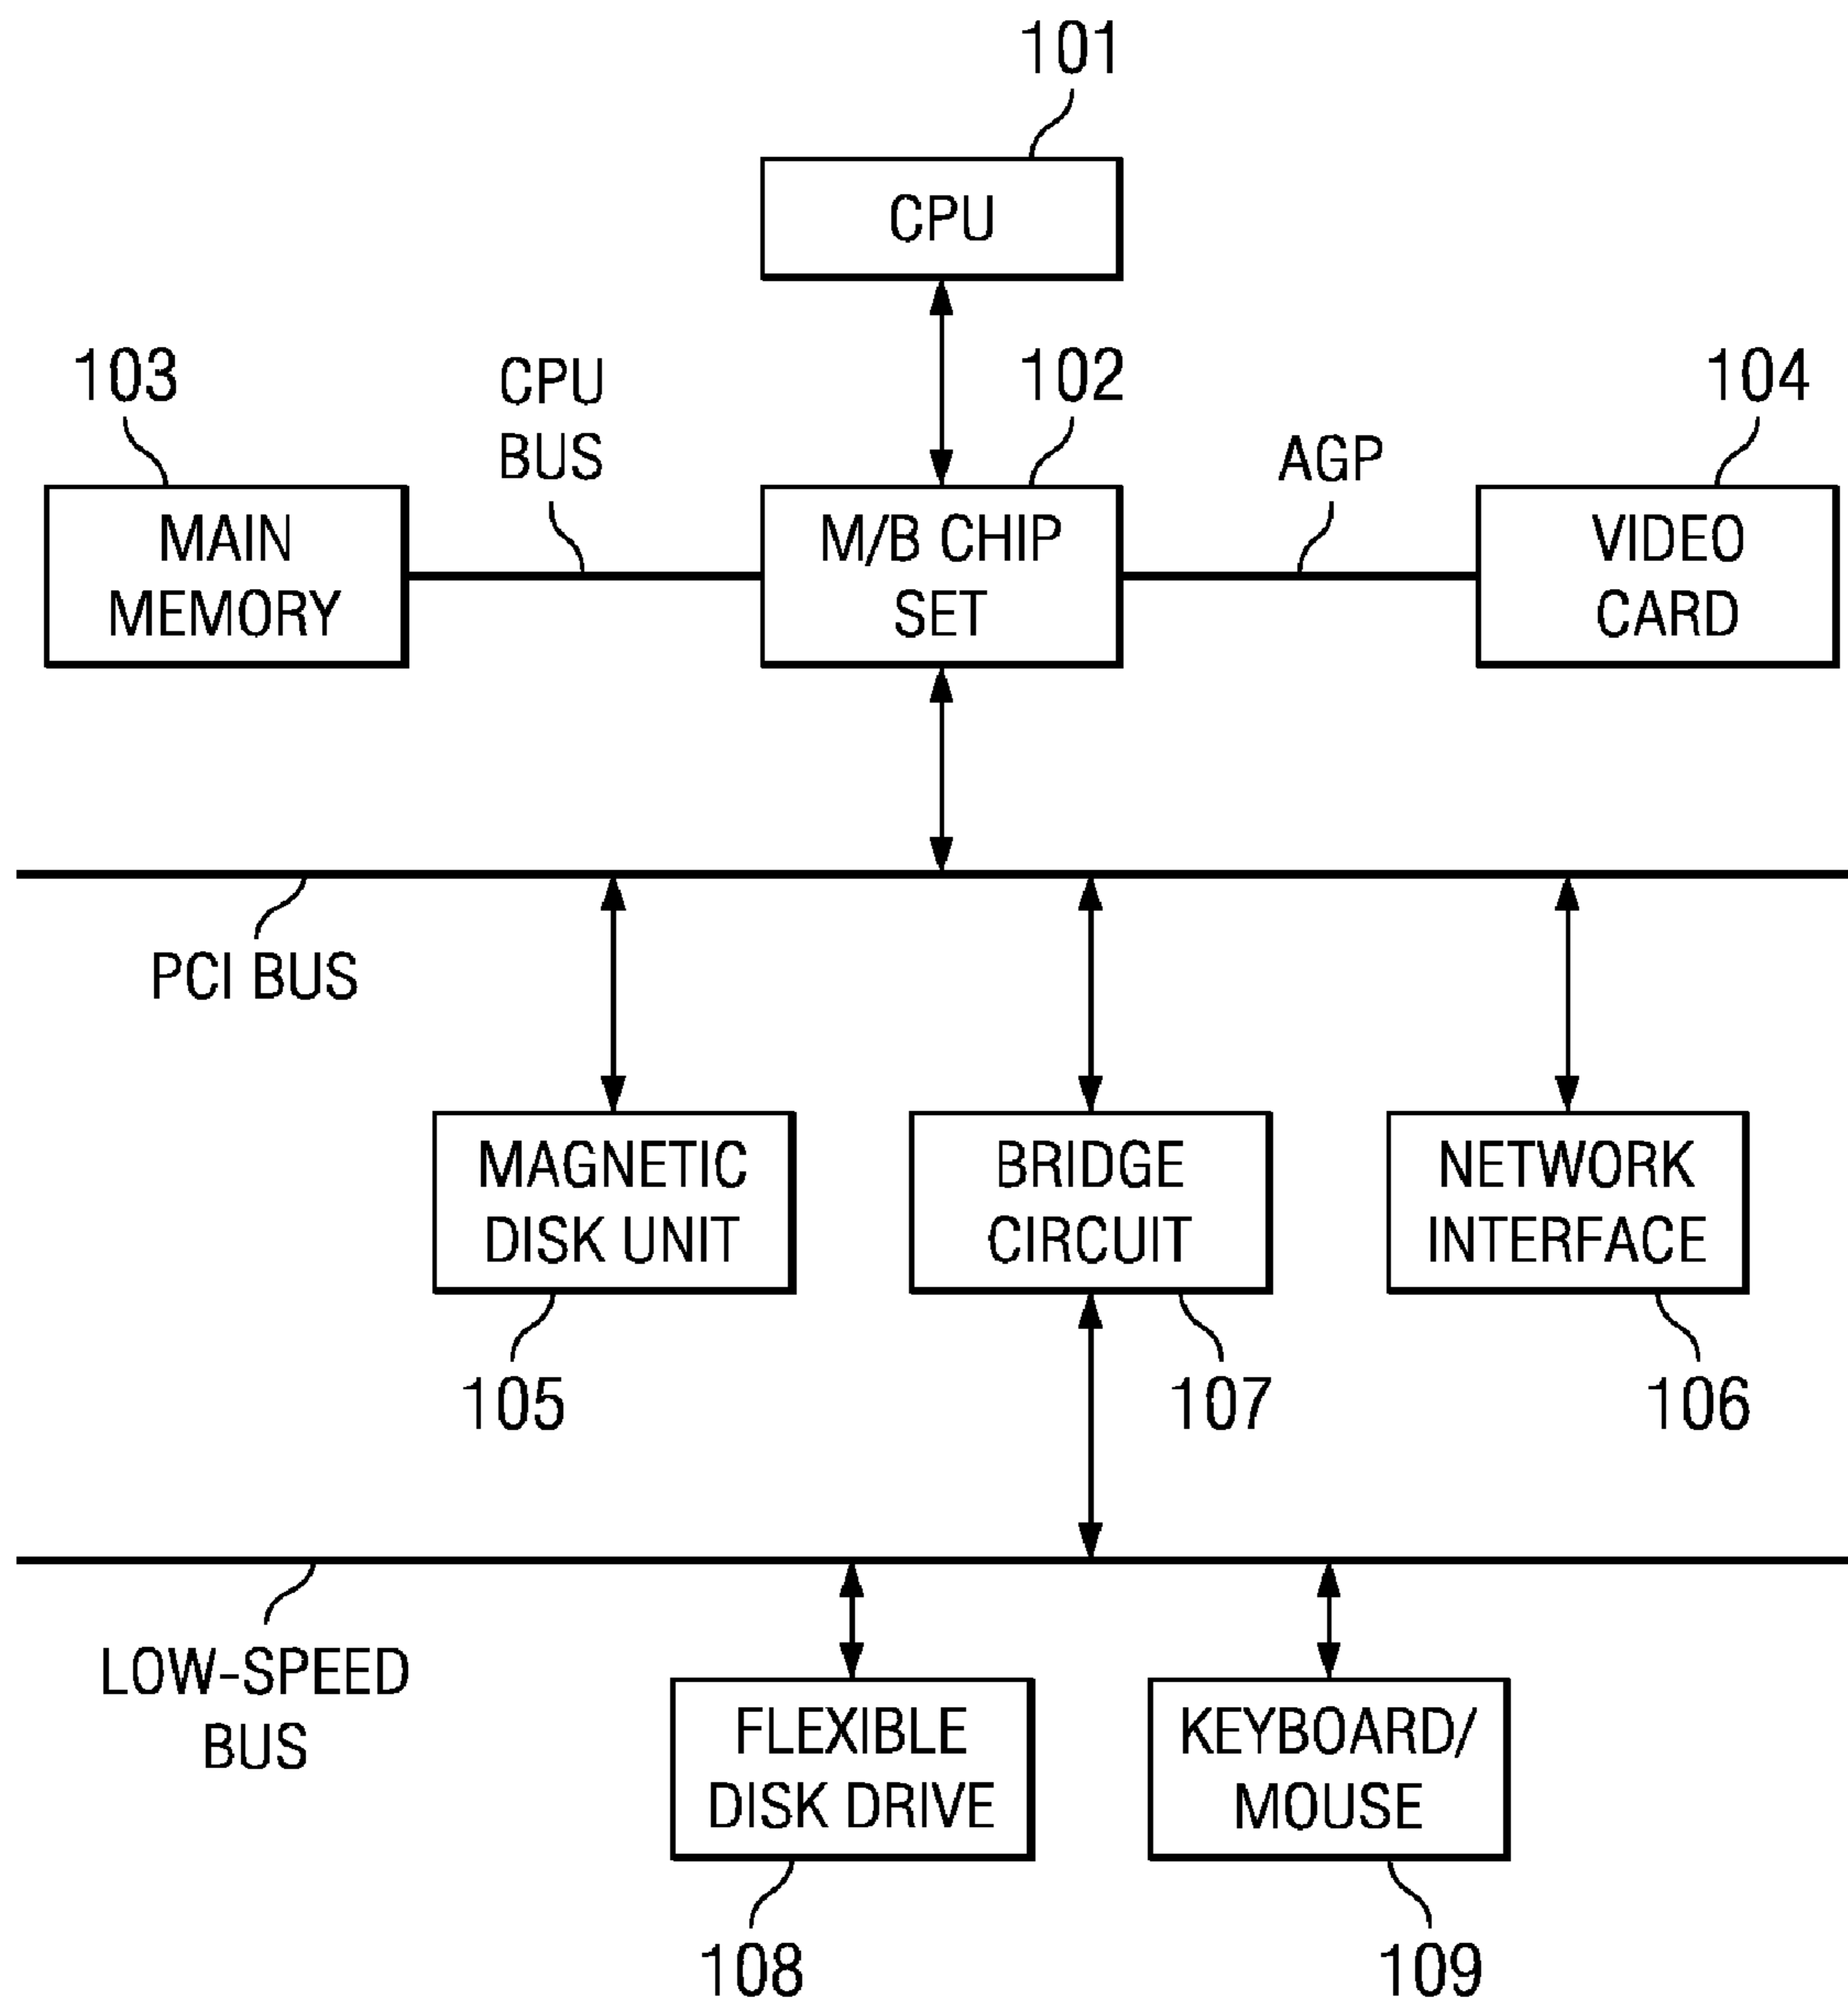 101
CPU
103
CPU
BUS
102
AGP
104
MAIN
MEMORY
M/B CHIP
SET
VIDEO
CARD
PCI BUS
MAGNETIC
DISK UNIT
BRIDGE
CIRCUIT
NETWORK
INTERFACE
105
107
106
LOW-SPEED
BUS
FLEXIBLE
DISK DRIVE
KEYBOARD/
MOUSE
108
109